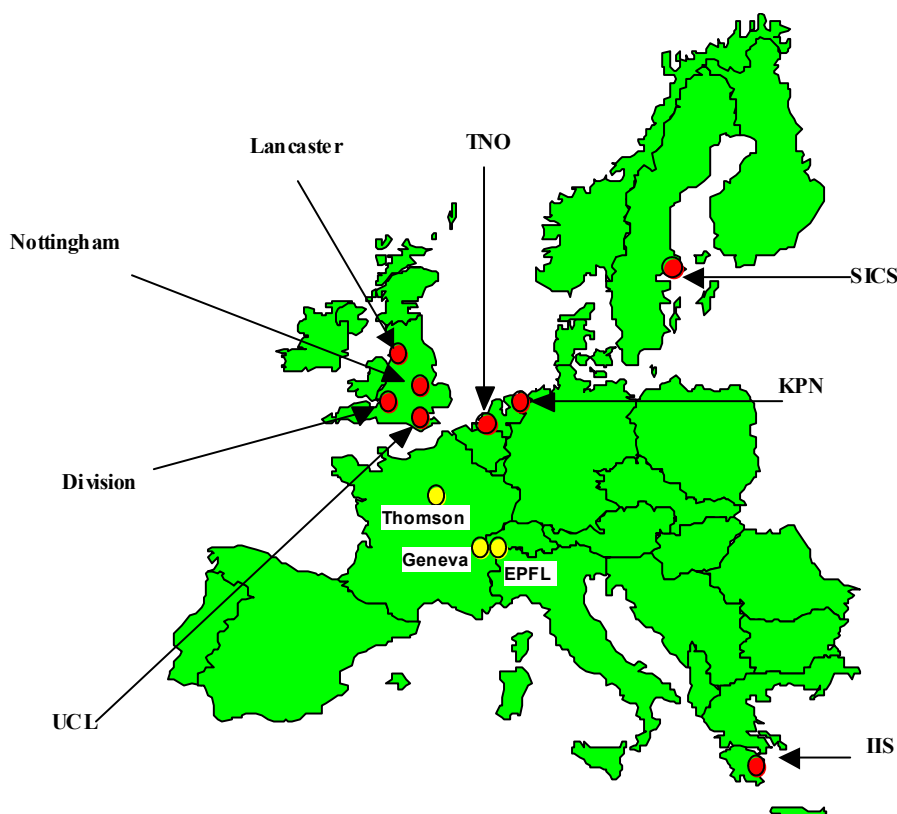 TNO
Lancaster
Nottingham
SICS
KPN
Division
Thomson
Geneva
EPFL
UCL
IIS